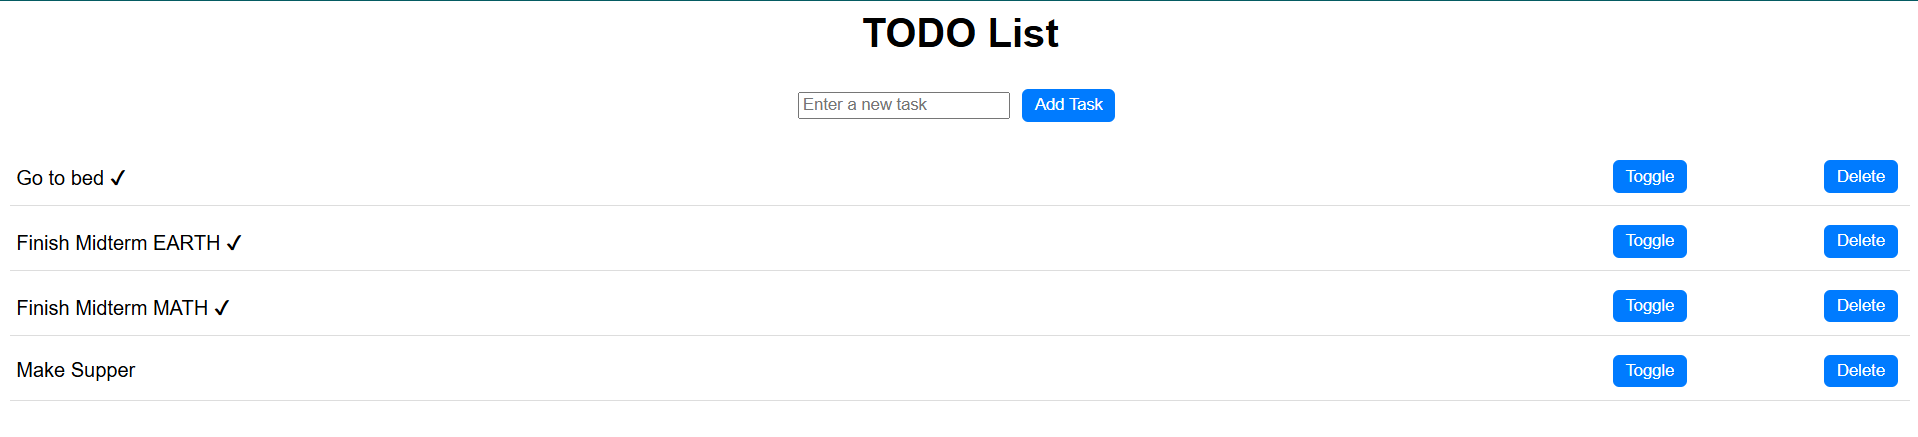 TODO List
Enter a new task Add Task
Go to bed ✓ Toggle Delete
Finish Midterm EARTH ✓ Toggle Delete
Finish Midterm MATH ✓ Toggle Delete
Make Supper Toggle Delete